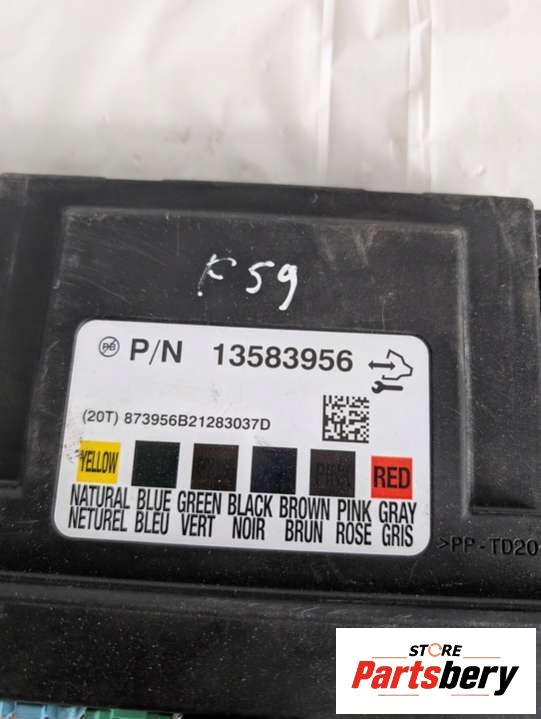 F59
P/N 13583956
(20T) 873956B21283037D
YELLOW RED
NATURAL BLUE GREEN BLACK BROWN PINK GRAY
NETUREL BLEU VERT NOIR BRUN ROSE GRIS
>PP-TD20
STORE
Partsbery